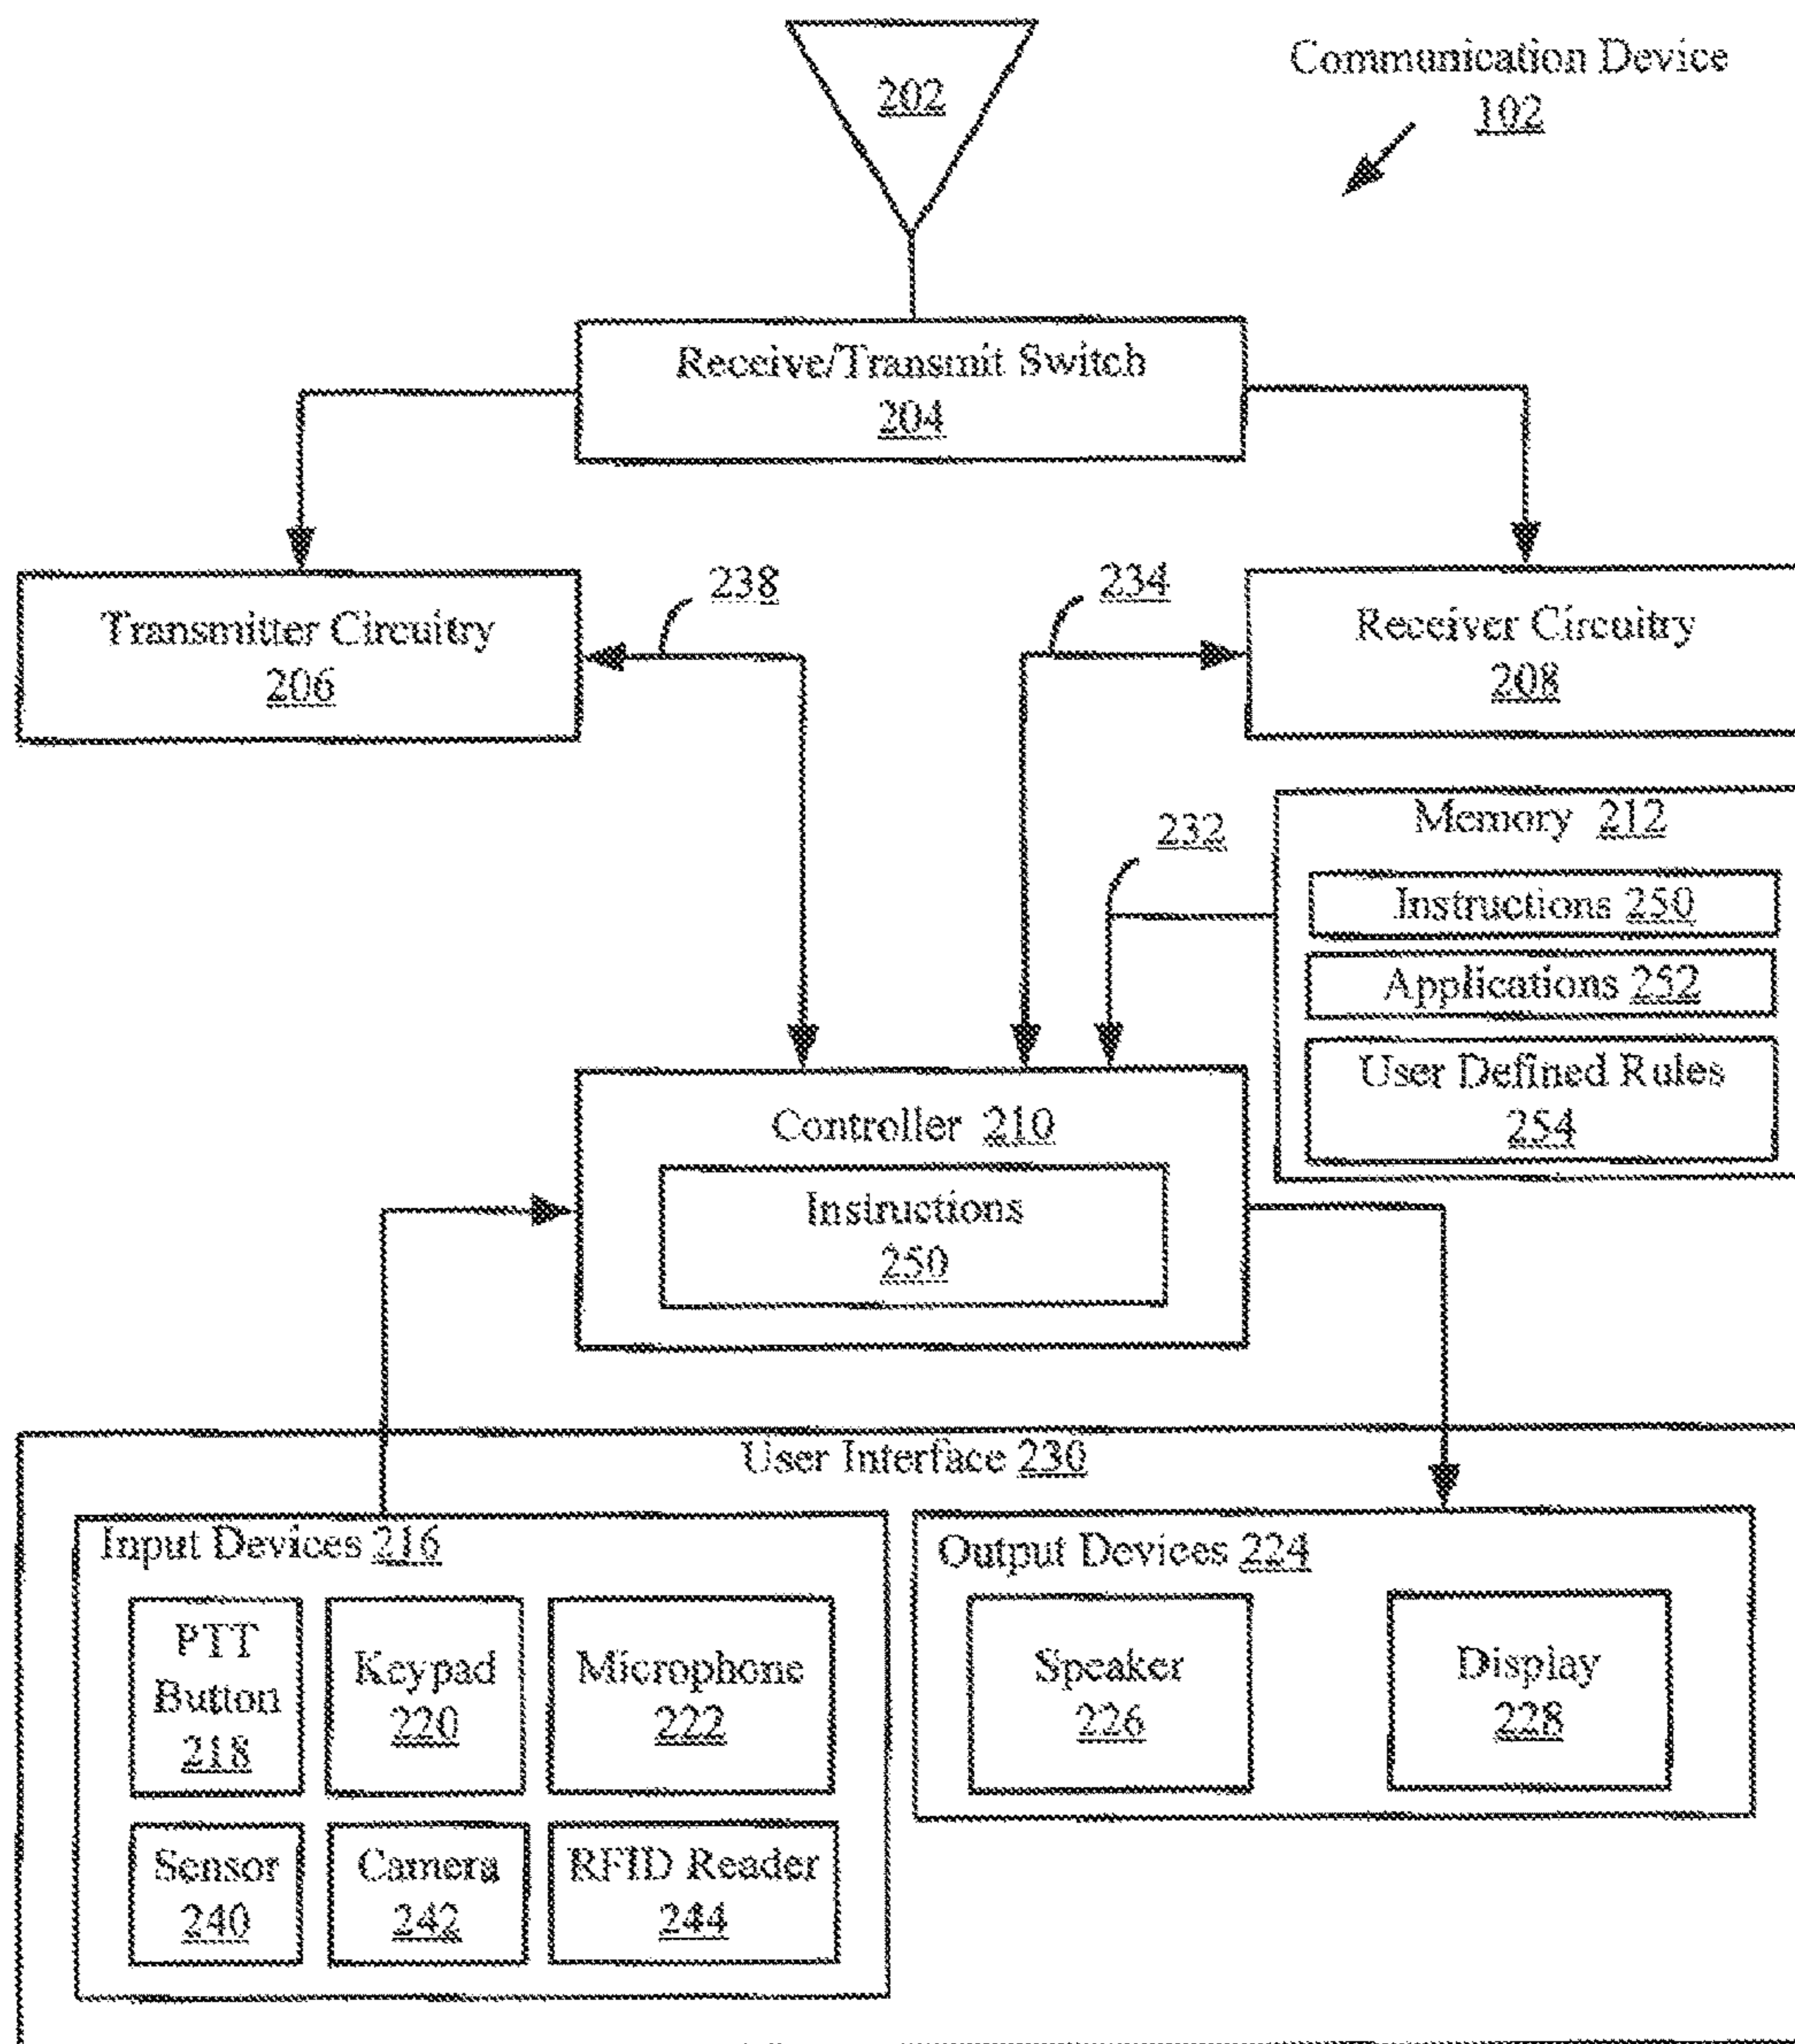 202
Communication Device
102
Receive/Transmit Switch
204
238
234
Transmitter Circuitry
206
Receiver Circuitry
208
232
Memory 212
Instructions 250
Applications 252
User Defined Rules
254
Controller 210
Instructions
250
User Interface 230
Input Devices 216
PTT
Button
218
Keypad
220
Microphone
222
Sensor
240
Camera
242
RFID Reader
244
Output Devices 224
Speaker
226
Display
228